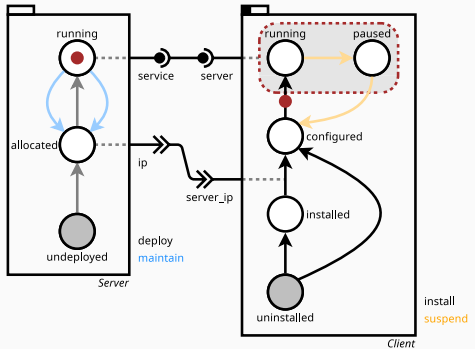 running
allocated
undeployed
deploy
maintain
Server
service
server
ip
server_ip
running
paused
configured
installed
uninstalled
install
suspend
Client